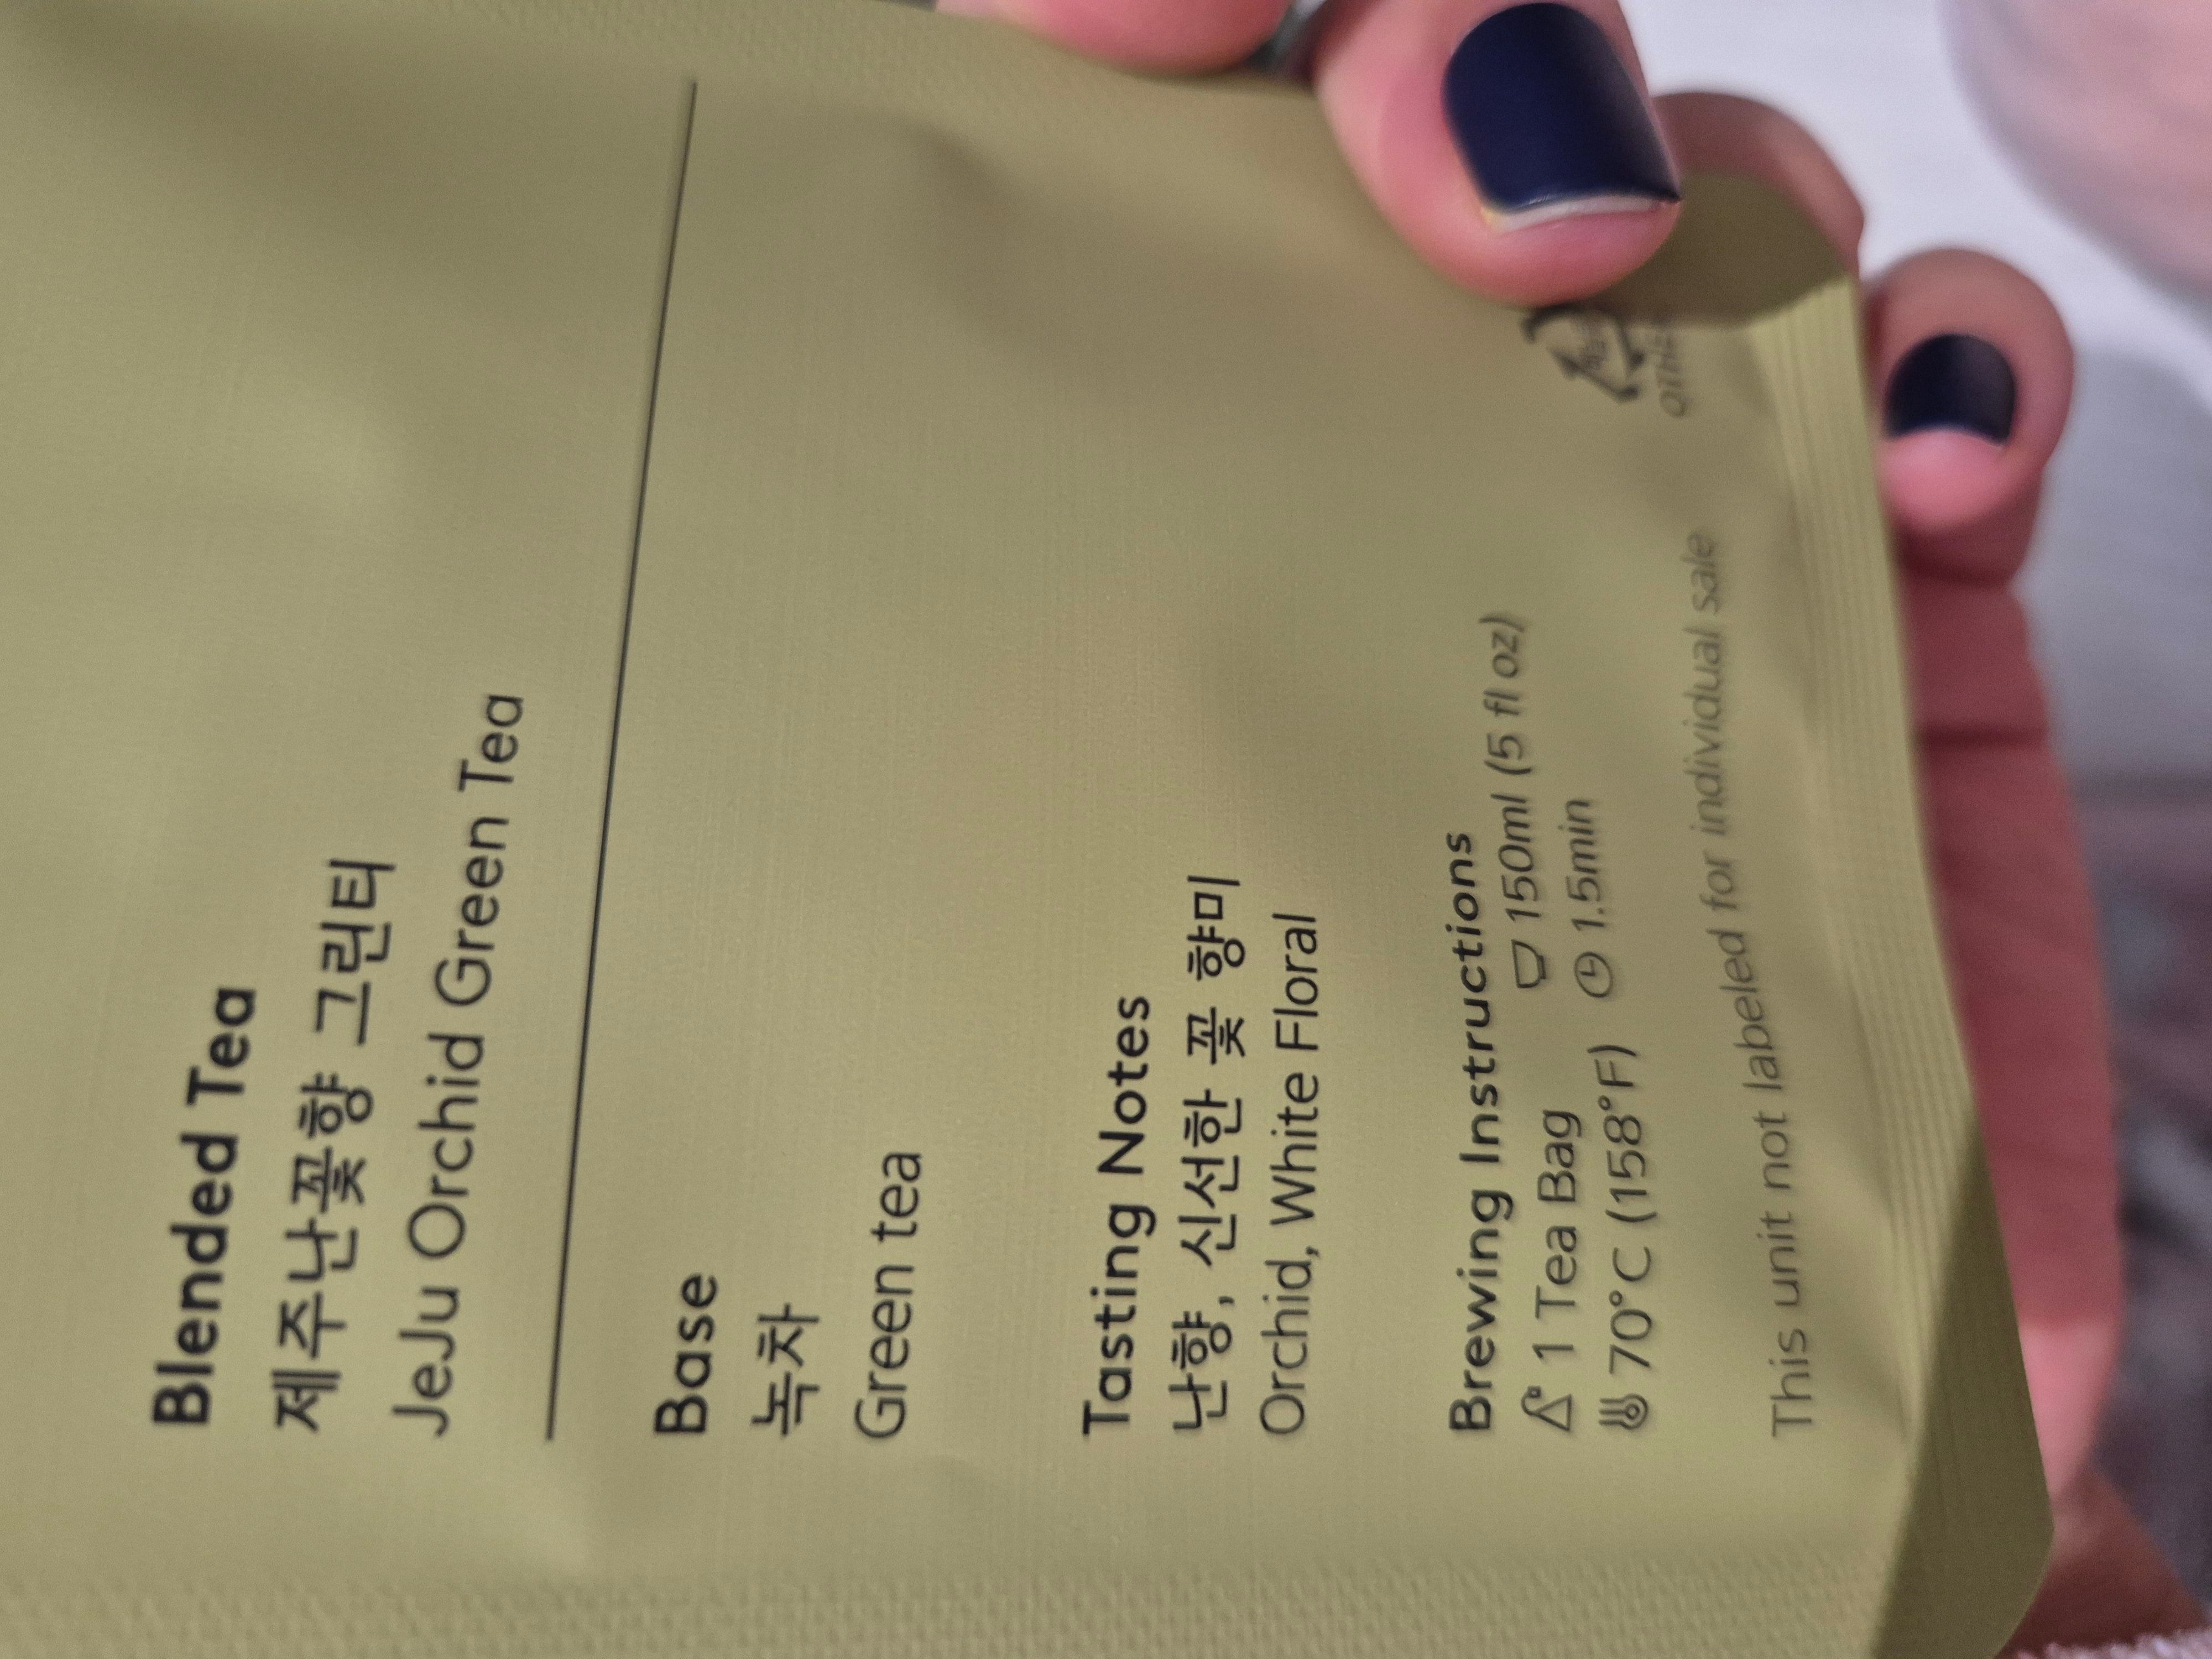 Blended Tea
제주난꽃향 그린티
JeJu Orchid Green Tea
Base
녹차
Green tea
Tasting Notes
난향, 신선한 꽃 향미
Orchid, White Floral
Brewing Instructions
1 Tea Bag 150ml (5 fl oz)
70°C (158°F) 1.5min
This unit not labeled for individual sale